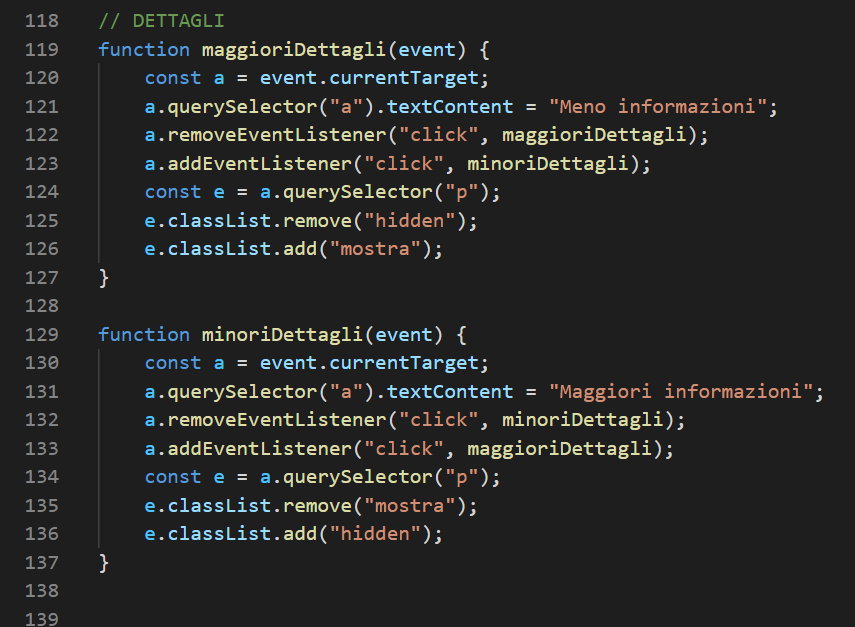 118 // DETTAGLI
119 function maggioriDettagli(event) {
120     const a = event.currentTarget;
121     a.querySelector("a").textContent = "Meno informazioni";
122     a.removeEventListener("click", maggioriDettagli);
123     a.addEventListener("click", minoriDettagli);
124     const e = a.querySelector("p");
125     e.classList.remove("hidden");
126     e.classList.add("mostra");
127 }
128
129 function minoriDettagli(event) {
130     const a = event.currentTarget;
131     a.querySelector("a").textContent = "Maggiori informazioni";
132     a.removeEventListener("click", minoriDettagli);
133     a.addEventListener("click", maggioriDettagli);
134     const e = a.querySelector("p");
135     e.classList.remove("mostra");
136     e.classList.add("hidden");
137 }
138
139